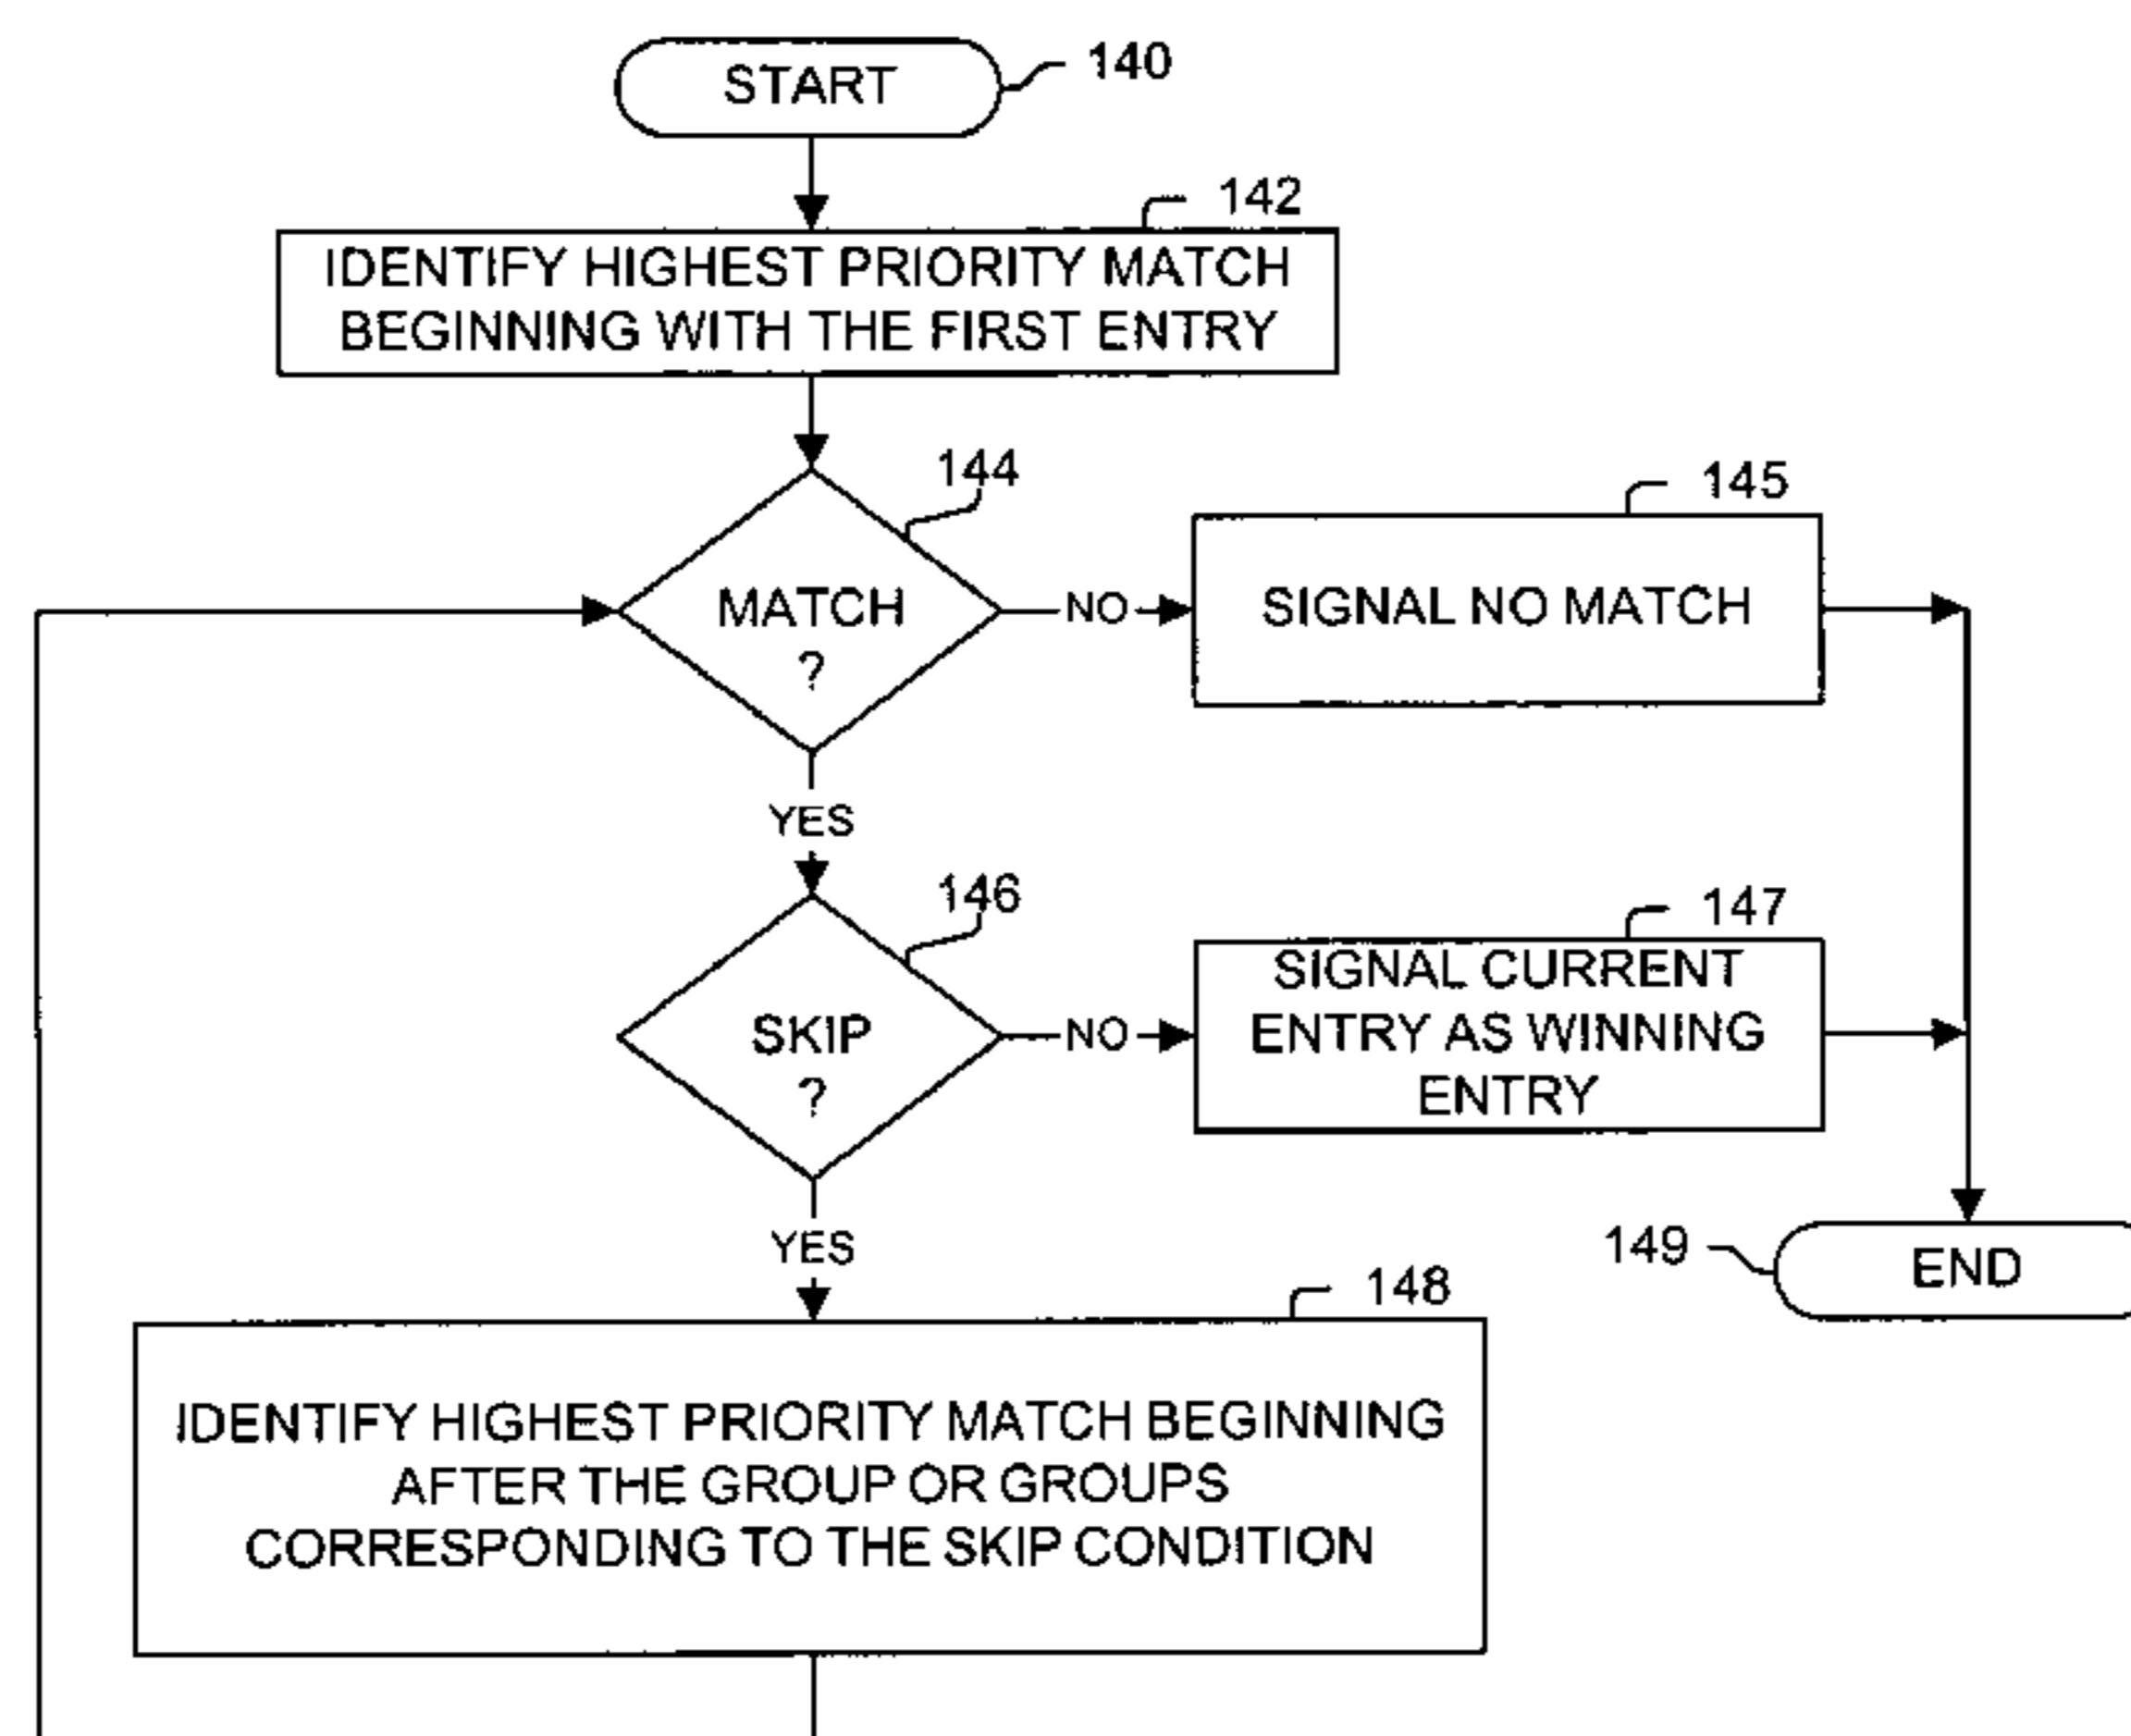 START
140
142
IDENTIFY HIGHEST PRIORITY MATCH
BEGINNING WITH THE FIRST ENTRY
144
MATCH
?
NO
145
SIGNAL NO MATCH
YES
146
SKIP
?
NO
147
SIGNAL CURRENT
ENTRY AS WINNING
ENTRY
YES
149
END
148
IDENTIFY HIGHEST PRIORITY MATCH BEGINNING
AFTER THE GROUP OR GROUPS
CORRESPONDING TO THE SKIP CONDITION